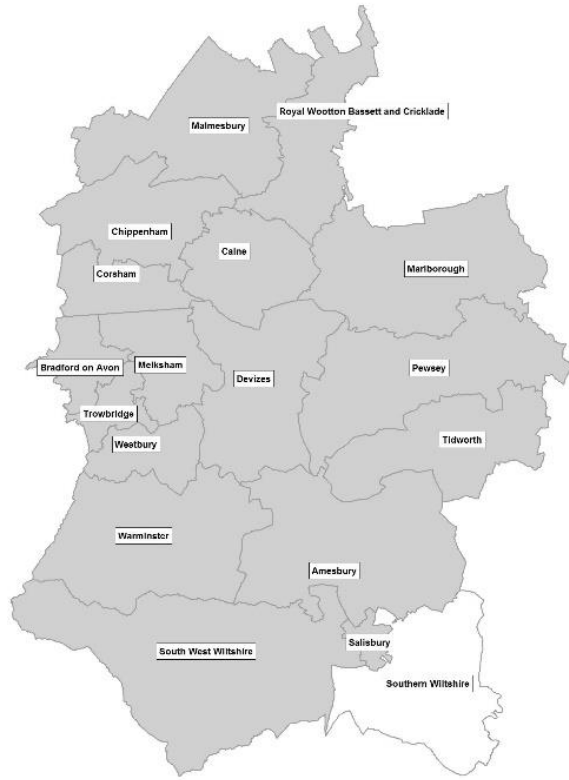 Royal Wootton Bassett and Cricklade
Malmesbury
Chippenham
Calne
Corsham
Marlborough
Bradford on Avon
Melksham
Devizes
Pewsey
Trowbridge
Westbury
Tidworth
Warminster
Amesbury
Salisbury
South West Wiltshire
Southern Wiltshire